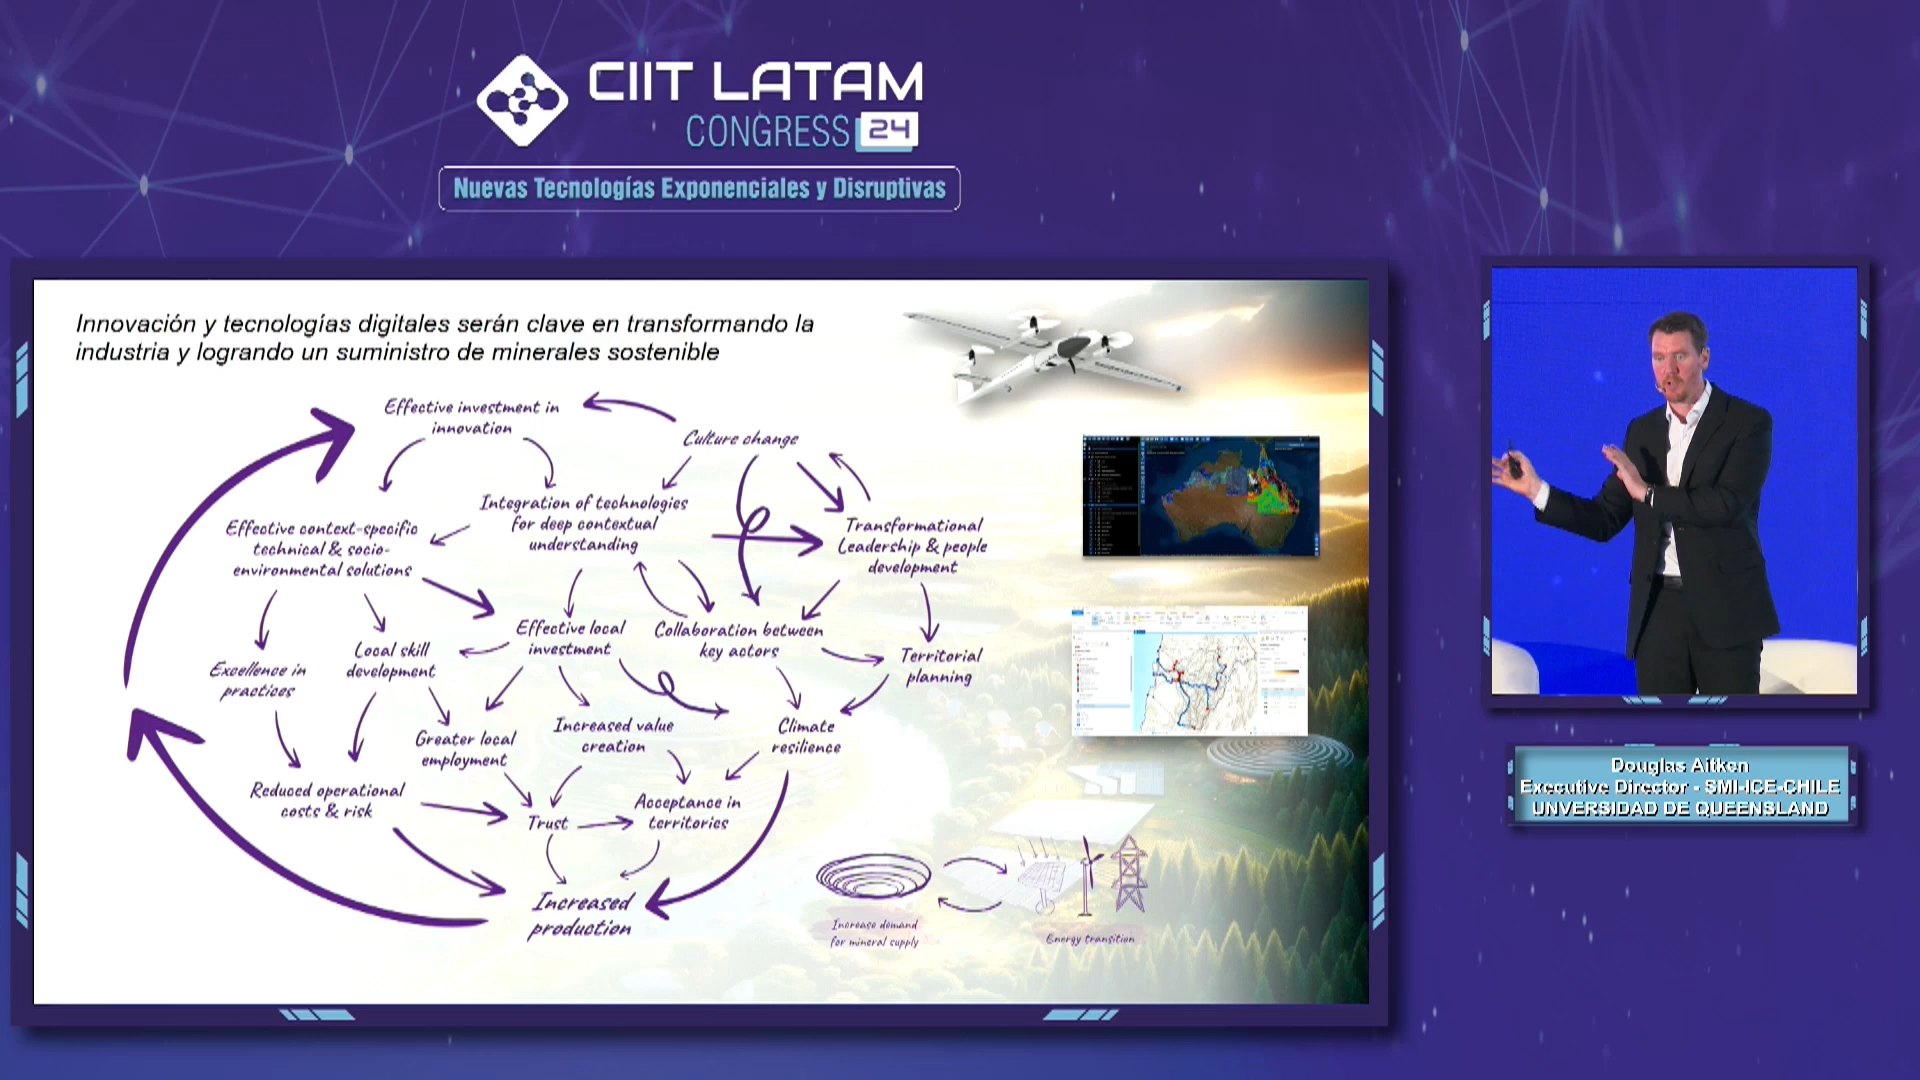 CIIT LATAM
CONGRESS 24
Nuevas Tecnologías Exponenciales y Disruptivas
Innovación y tecnologías digitales serán clave en transformando la
industria y logrando un suministro de minerales sostenible
Effective investment in
innovation
Culture change
Integration of technologies
for deep contextual
understanding
Effective context-specific
technical & socio-
environmental solutions
Transformational
Leadership & people
development
Effective local
investment
Collaboration between
key actors
Local skill
development
Excellence in
practices
Territorial
planning
Greater local
employment
Increased value
creation
Climate
resilience
Reduced operational
costs & risk
Trust
Acceptance in
territories
Increased
production
Increase demand
for mineral supply
Energy transition
Douglas Aitken
Executive Director - SMI-ICE-CHILE
UNVERSIDAD DE QUEENSLAND